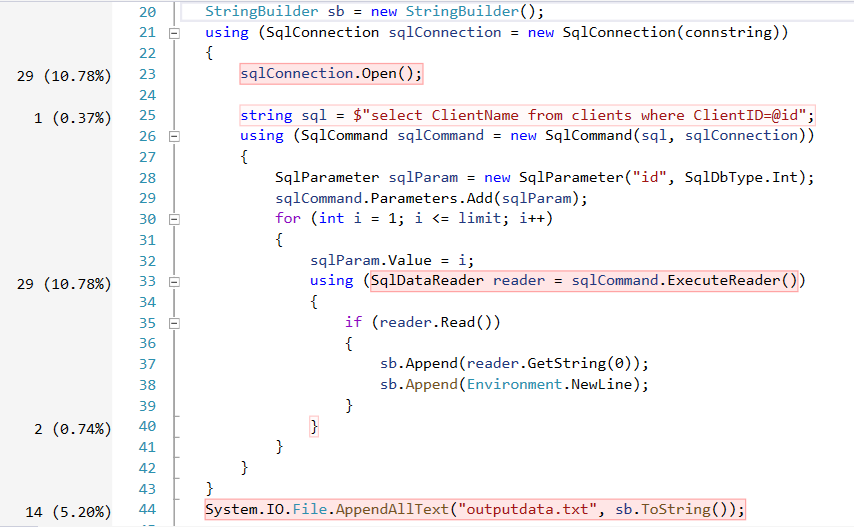 20 StringBuilder sb = new StringBuilder();
21 using (SqlConnection sqlConnection = new SqlConnection(connstring))
22 {
29 (10.78%) 23 sqlConnection.Open();
24
1 (0.37%) 25 string sql = $"select ClientName from clients where ClientID=@id";
26 using (SqlCommand sqlCommand = new SqlCommand(sql, sqlConnection))
27 {
28 SqlParameter sqlParam = new SqlParameter("id", SqlDbType.Int);
29 sqlCommand.Parameters.Add(sqlParam);
30 for (int i = 1; i <= limit; i++)
31 {
32 sqlParam.Value = i;
29 (10.78%) 33 using (SqlDataReader reader = sqlCommand.ExecuteReader())
34 {
35 if (reader.Read())
36 {
37 sb.Append(reader.GetString(0));
38 sb.Append(Environment.NewLine);
39 }
2 (0.74%) 40 }
41 }
42 }
43 }
14 (5.20%) 44 System.IO.File.AppendAllText("outputdata.txt", sb.ToString());